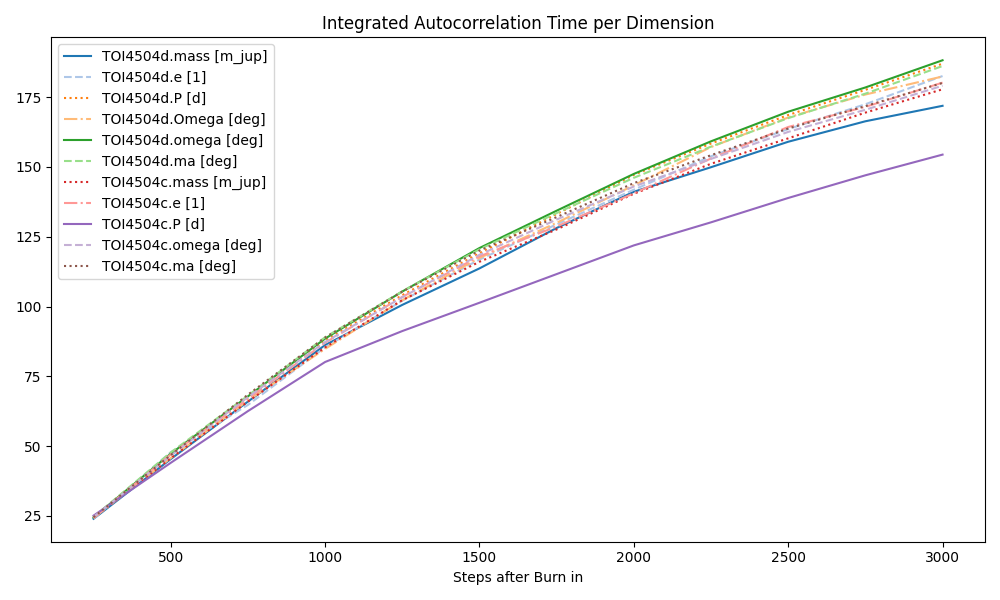 Integrated Autocorrelation Time per Dimension
TOI4504d.mass [m_jup]
TOI4504d.e [1]
TOI4504d.P [d]
TOI4504d.Omega [deg]
TOI4504d.omega [deg]
TOI4504d.ma [deg]
TOI4504c.mass [m_jup]
TOI4504c.e [1]
TOI4504c.P [d]
TOI4504c.omega [deg]
TOI4504c.ma [deg]
175
150
125
100
75
50
25
500 1000 1500 2000 2500 3000
Steps after Burn in